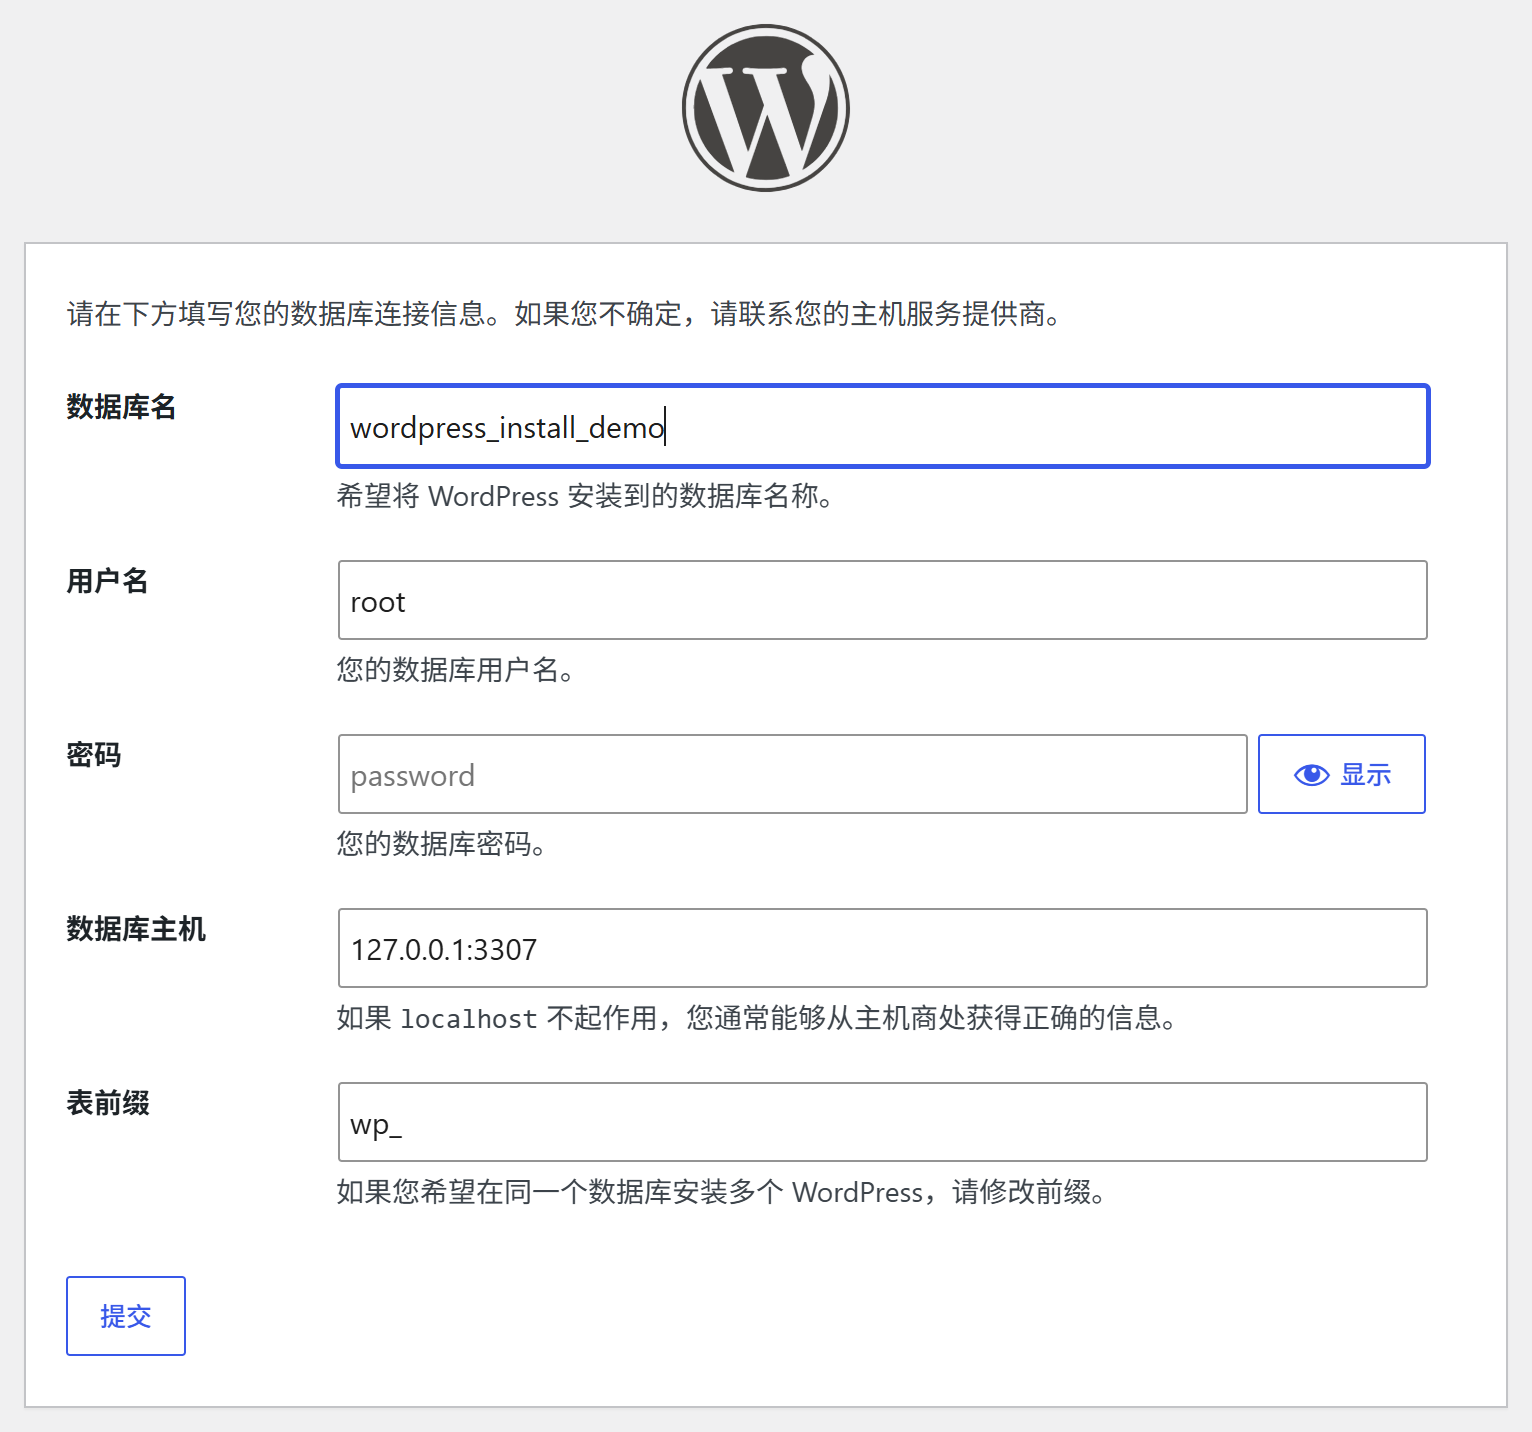 请在下方填写您的数据库连接信息。如果您不确定，请联系您的主机服务提供商。
数据库名
wordpress_install_demo
希望将 WordPress 安装到的数据库名称。
用户名
root
您的数据库用户名。
密码
password
显示
您的数据库密码。
数据库主机
127.0.0.1:3307
如果 localhost 不起作用，您通常能够从主机商处获得正确的信息。
表前缀
wp_
如果您希望在同一个数据库安装多个 WordPress，请修改前缀。
提交